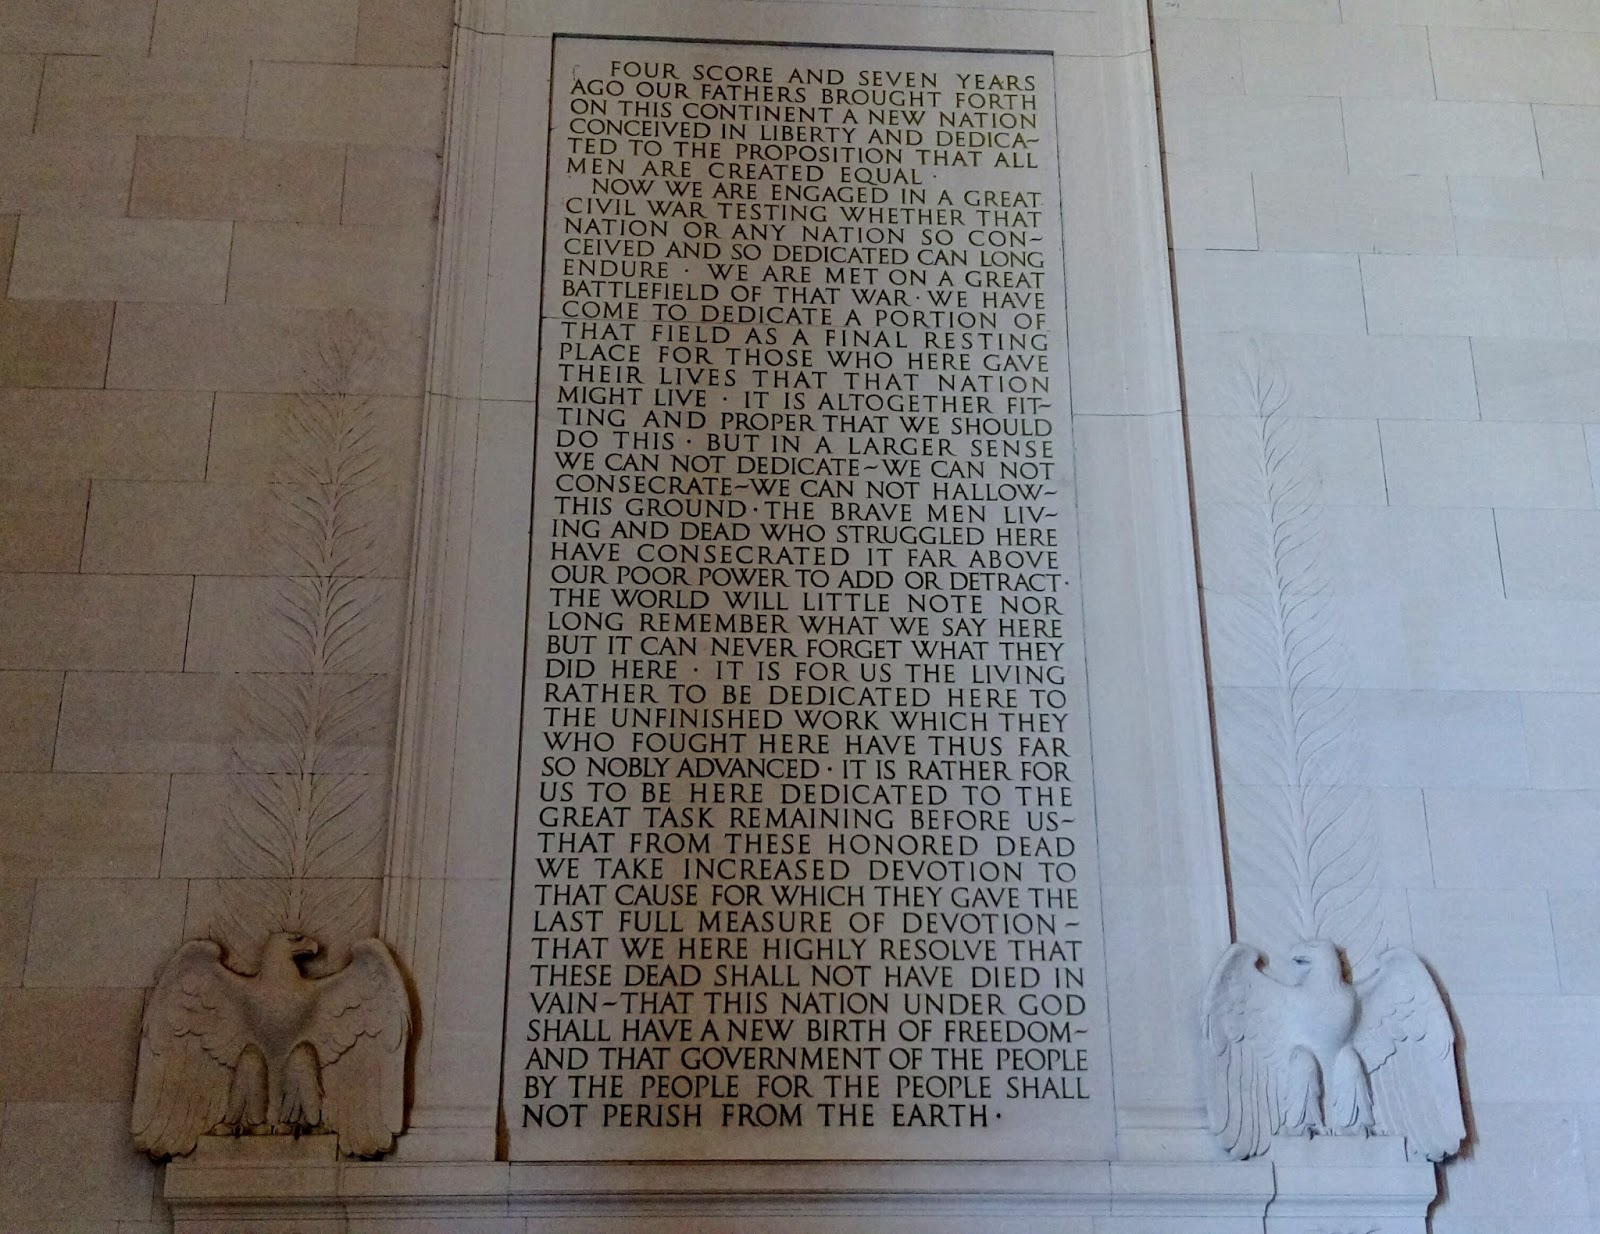 FOUR SCORE AND SEVEN YEARS
AGO OUR FATHERS BROUGHT FORTH
ON THIS CONTINENT A NEW NATION
CONCEIVED IN LIBERTY AND DEDICA~
TED TO THE PROPOSITION THAT ALL
MEN ARE CREATED EQUAL ·
NOW WE ARE ENGAGED IN A GREAT
CIVIL WAR TESTING WHETHER THAT
NATION OR ANY NATION SO CON~
CEIVED AND SO DEDICATED CAN LONG
ENDURE · WE ARE MET ON A GREAT
BATTLEFIELD OF THAT WAR · WE HAVE
COME TO DEDICATE A PORTION OF
THAT FIELD AS A FINAL RESTING
PLACE FOR THOSE WHO HERE GAVE
THEIR LIVES THAT THAT NATION
MIGHT LIVE · IT IS ALTOGETHER FIT~
TING AND PROPER THAT WE SHOULD
DO THIS · BUT IN A LARGER SENSE
WE CAN NOT DEDICATE~WE CAN NOT
CONSECRATE~WE CAN NOT HALLOW~
THIS GROUND · THE BRAVE MEN LIV~
ING AND DEAD WHO STRUGGLED HERE
HAVE CONSECRATED IT FAR ABOVE
OUR POOR POWER TO ADD OR DETRACT ·
THE WORLD WILL LITTLE NOTE NOR
LONG REMEMBER WHAT WE SAY HERE
BUT IT CAN NEVER FORGET WHAT THEY
DID HERE · IT IS FOR US THE LIVING
RATHER TO BE DEDICATED HERE TO
THE UNFINISHED WORK WHICH THEY
WHO FOUGHT HERE HAVE THUS FAR
SO NOBLY ADVANCED · IT IS RATHER FOR
US TO BE HERE DEDICATED TO THE
GREAT TASK REMAINING BEFORE US~
THAT FROM THESE HONORED DEAD
WE TAKE INCREASED DEVOTION TO
THAT CAUSE FOR WHICH THEY GAVE THE
LAST FULL MEASURE OF DEVOTION~
THAT WE HERE HIGHLY RESOLVE THAT
THESE DEAD SHALL NOT HAVE DIED IN
VAIN~THAT THIS NATION UNDER GOD
SHALL HAVE A NEW BIRTH OF FREEDOM~
AND THAT GOVERNMENT OF THE PEOPLE
BY THE PEOPLE FOR THE PEOPLE SHALL
NOT PERISH FROM THE EARTH ·